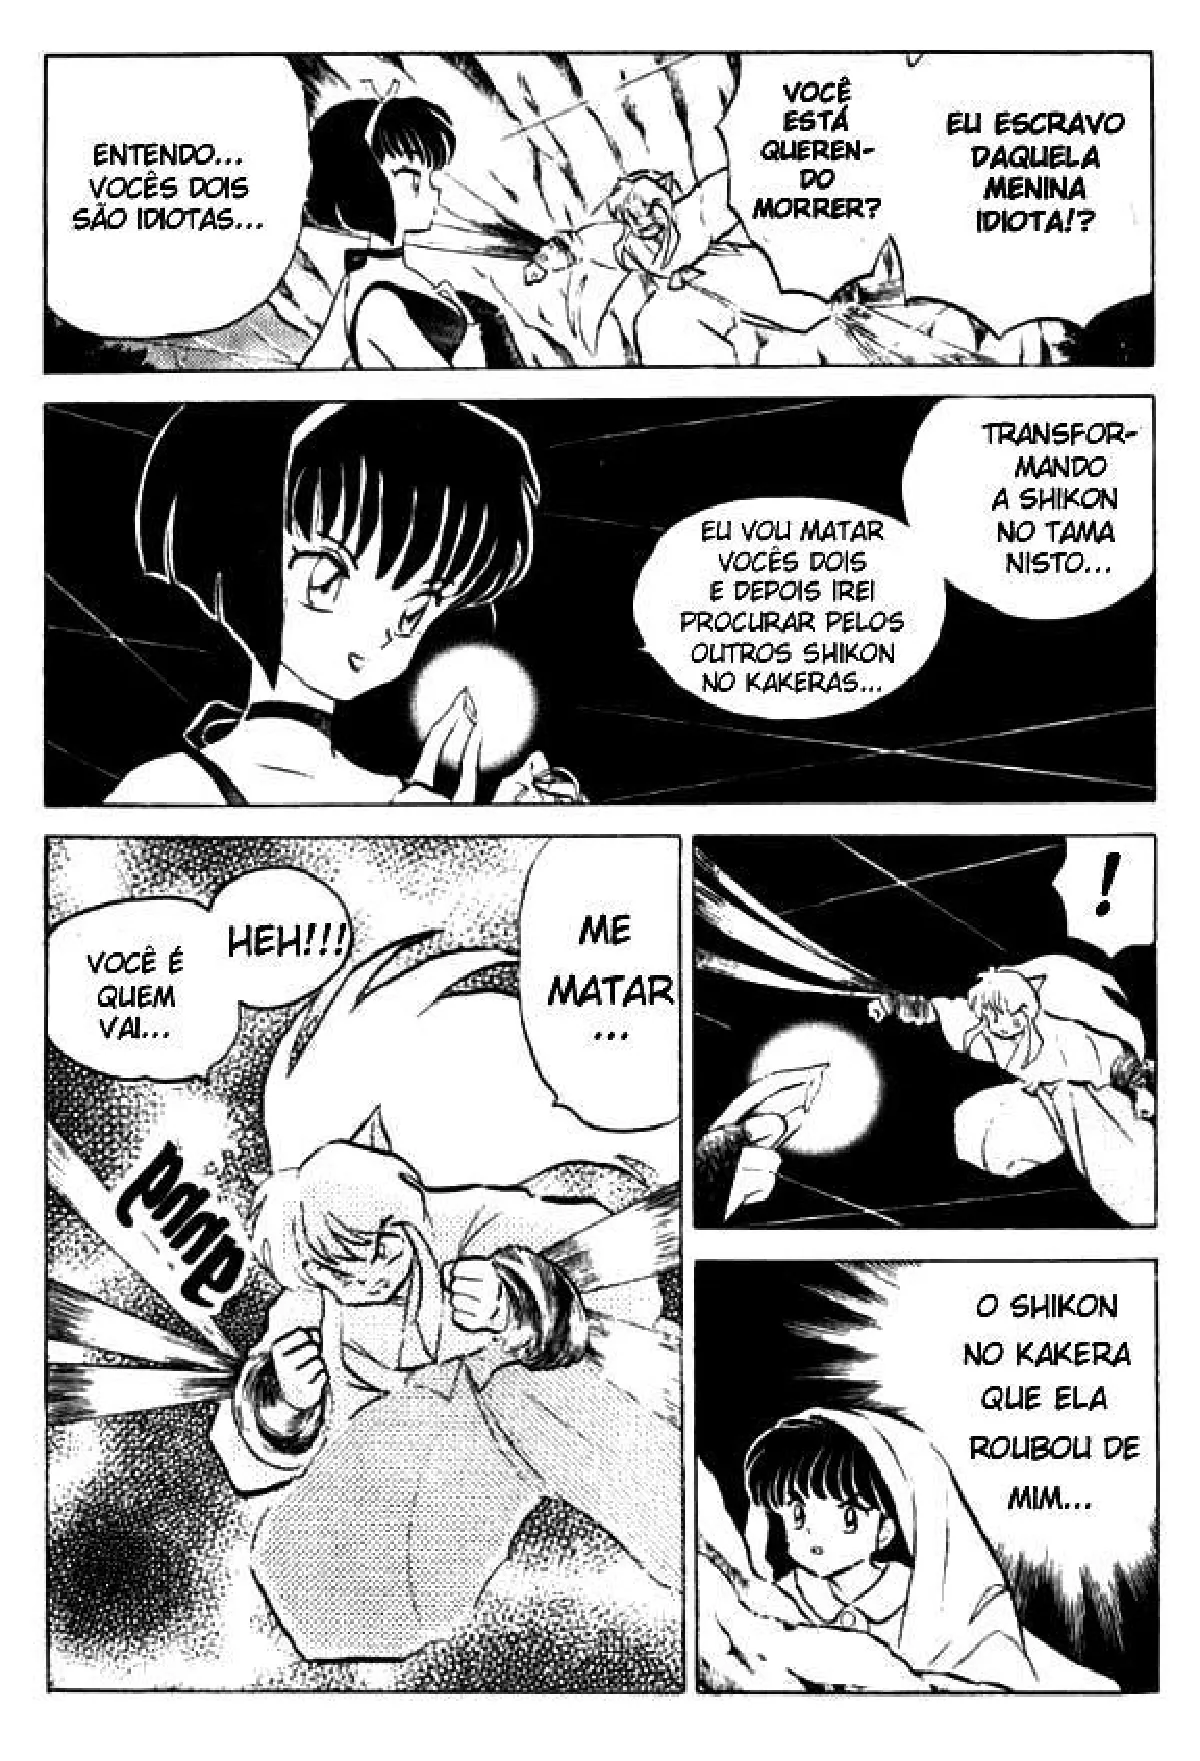 EU ESCRAVO
DAQUELA
MENINA
IDIOTA!?
VOCÊ
ESTÁ
QUEREN-
DO
MORRER?
ENTENDO...
VOCÊS DOIS
SÃO IDIOTAS...
TRANSFOR-
MANDO
A SHIKON
NO TAMA
NISTO...
EU VOU MATAR
VOCÊS DOIS
E DEPOIS IREI
PROCURAR PELOS
OUTROS SHIKON
NO KAKERAS...
!
O SHIKON
NO KAKERA
QUE ELA
ROUBOU DE
MIM...
ME
MATAR
...
HEH!!!
VOCÊ É
QUEM
VAI...